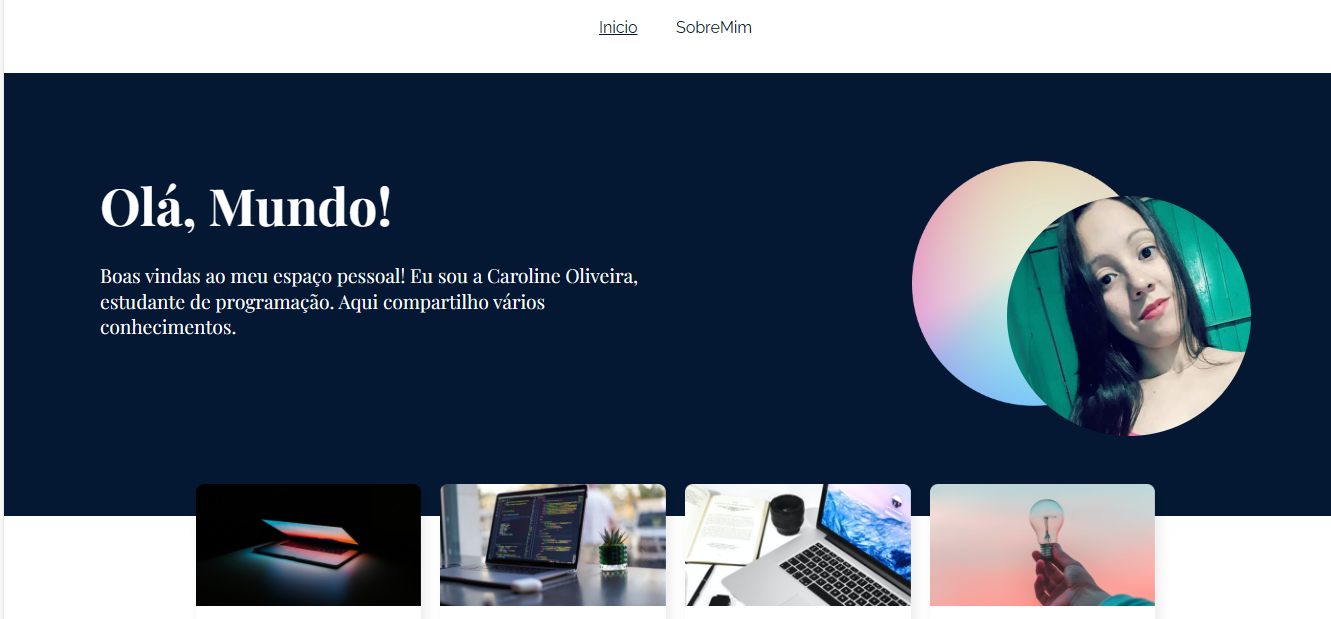 Inicio SobreMim
Olá, Mundo!
Boas vindas ao meu espaço pessoal! Eu sou a Caroline Oliveira,
estudante de programação. Aqui compartilho vários
conhecimentos.